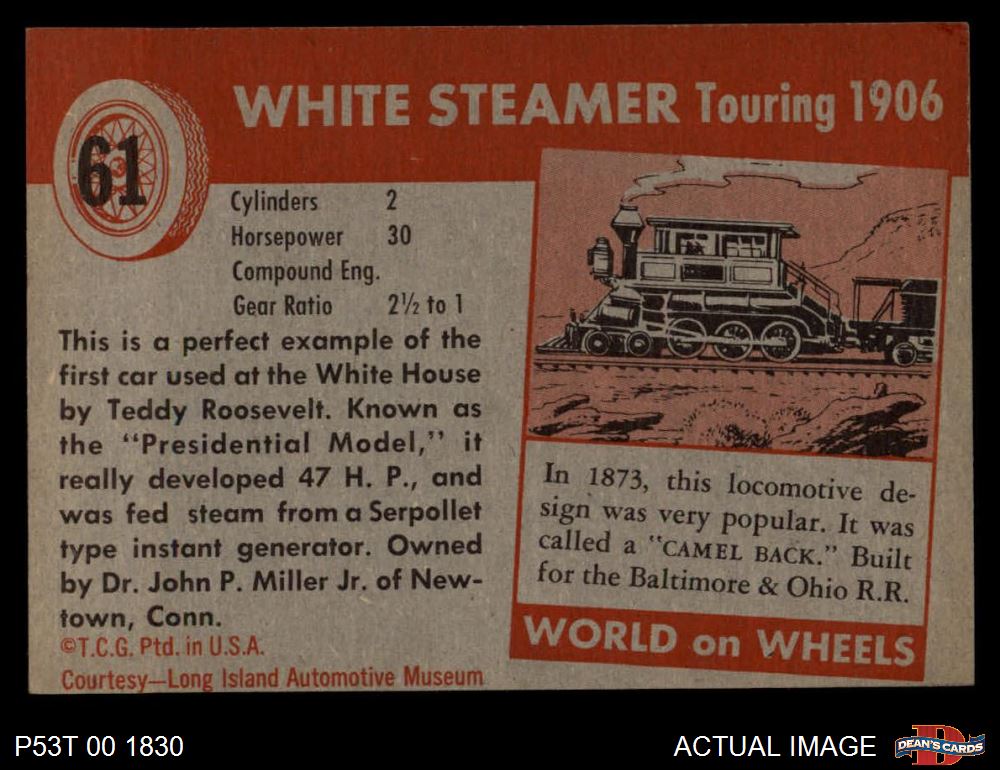 61
WHITE STEAMER Touring 1906
Cylinders 2
Horsepower 30
Compound Eng.
Gear Ratio 2½ to 1
This is a perfect example of the
first car used at the White House
by Teddy Roosevelt. Known as
the "Presidential Model," it
really developed 47 H. P., and
was fed steam from a Serpollet
type instant generator. Owned
by Dr. John P. Miller Jr. of New-
town, Conn.
©T.C.G. Ptd. in U.S.A.
Courtesy—Long Island Automotive Museum
In 1873, this locomotive de-
sign was very popular. It was
called a "CAMEL BACK." Built
for the Baltimore & Ohio R.R.
WORLD on WHEELS
P53T 00 1830
ACTUAL IMAGE
D
DEAN'S CARDS